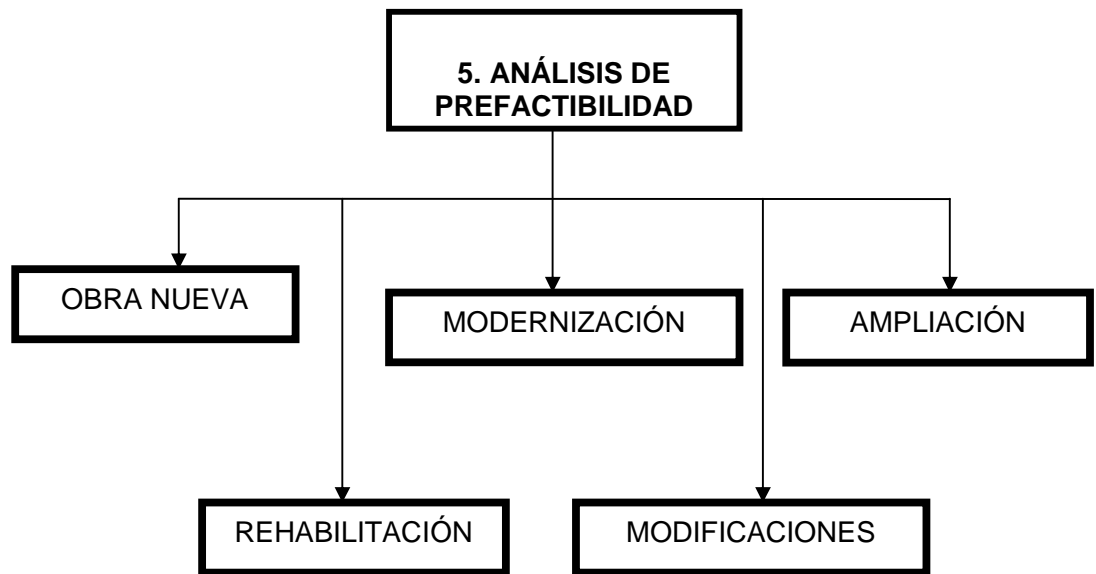 5. ANÁLISIS DE
PREFACTIBILIDAD
OBRA NUEVA
MODERNIZACIÓN
AMPLIACIÓN
REHABILITACIÓN
MODIFICACIONES